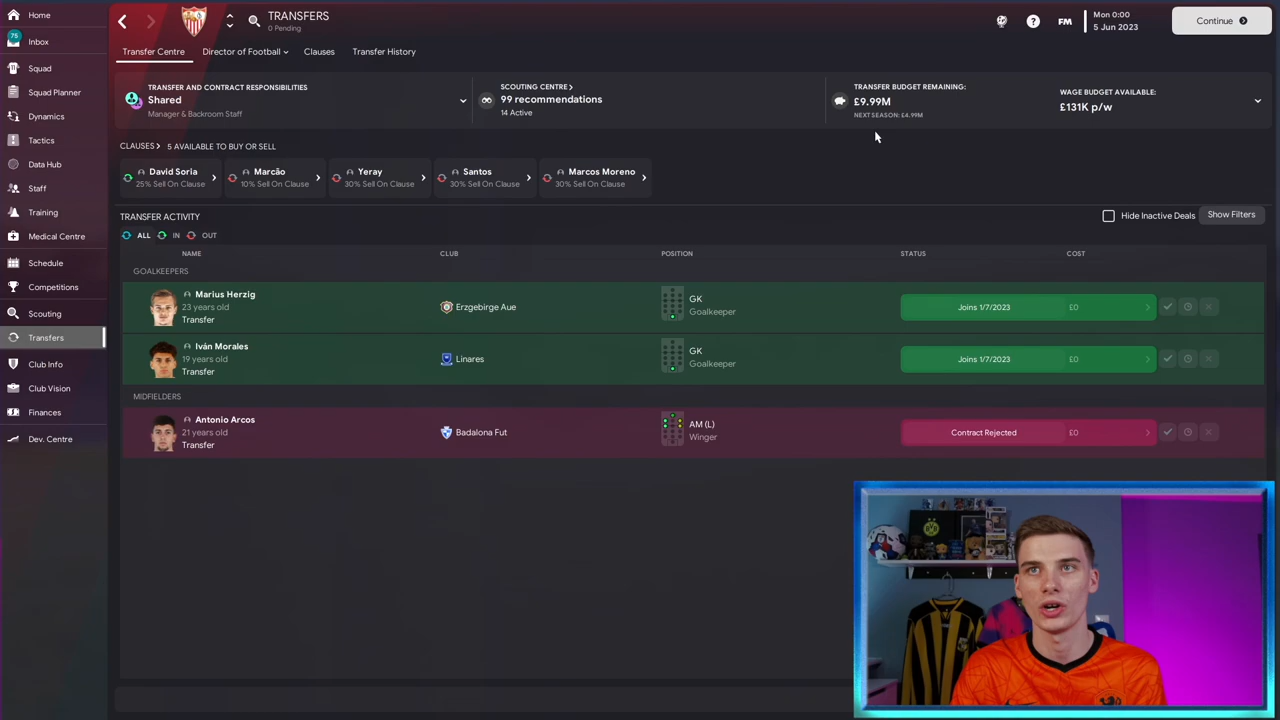 Home
75
Inbox
Squad
Squad Planner
Dynamics
Tactics
Data Hub
Staff
Training
Medical Centre
Schedule
Competitions
Scouting
Transfers
Club Info
Club Vision
Finances
Dev. Centre
TRANSFERS
0 Pending
?
FM
Mon 0:00
5 Jun 2023
Continue
Transfer Centre
Director of Football
Clauses
Transfer History
TRANSFER AND CONTRACT RESPONSIBILITIES
Shared
Manager & Backroom Staff
SCOUTING CENTRE >
99 recommendations
14 Active
TRANSFER BUDGET REMAINING:
£9.99M
NEXT SEASON: £4.99M
WAGE BUDGET AVAILABLE:
£131K p/w
CLAUSES > 5 AVAILABLE TO BUY OR SELL
David Soria
25% Sell On Clause
Marcão
10% Sell On Clause
Yeray
30% Sell On Clause
Santos
30% Sell On Clause
Marcos Moreno
30% Sell On Clause
TRANSFER ACTIVITY
Hide Inactive Deals
Show Filters
ALL IN OUT
NAME CLUB POSITION STATUS COST
GOALKEEPERS
Marius Herzig
23 years old
Transfer
Erzgebirge Aue
GK
Goalkeeper
Joins 1/7/2023 £0
Iván Morales
19 years old
Transfer
Linares
GK
Goalkeeper
Joins 1/7/2023 £0
MIDFIELDERS
Antonio Arcos
21 years old
Transfer
Badalona Fut
AM (L)
Winger
Contract Rejected £0